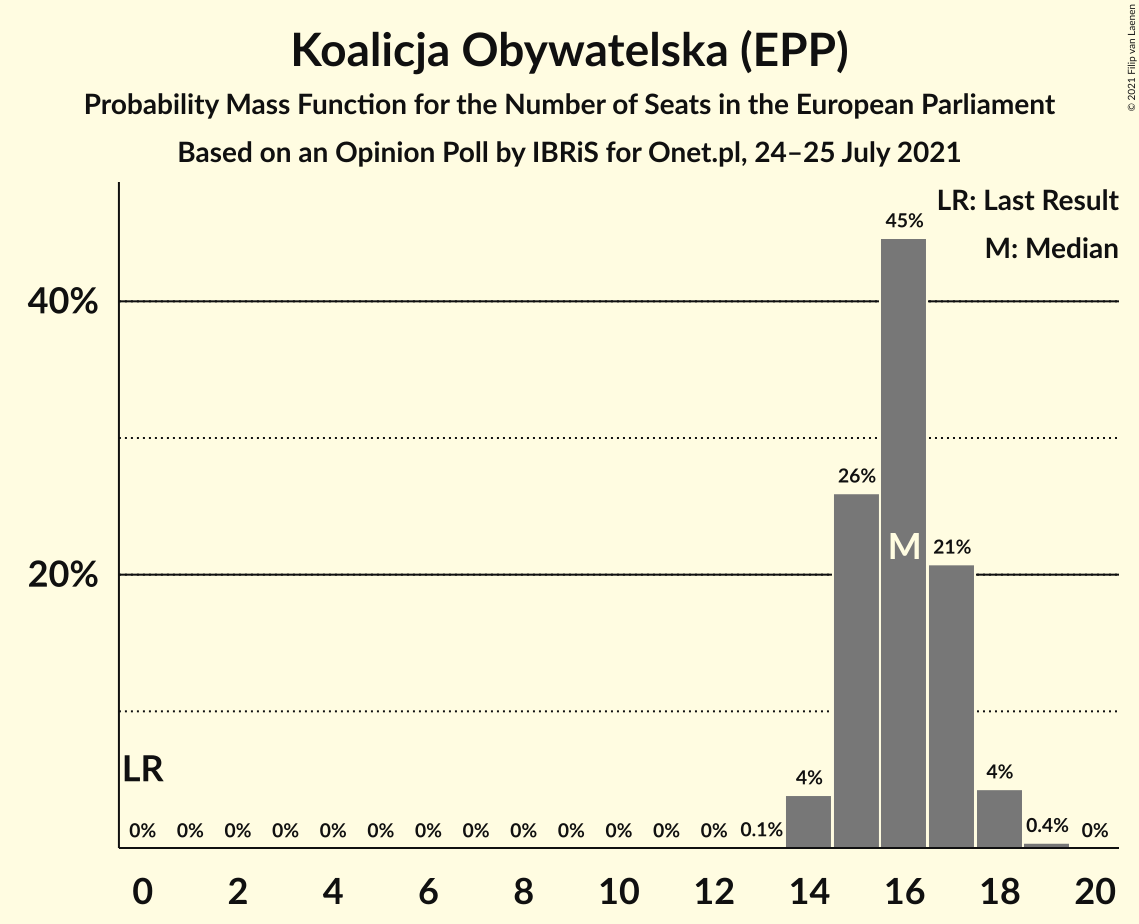 Koalicja Obywatelska (EPP)
Probability Mass Function for the Number of Seats in the European Parliament
Based on an Opinion Poll by IBRiS for Onet.pl, 24–25 July 2021
© 2021 Filip van Laenen
LR: Last Result
M: Median
40%
20%
45%
26%
M
21%
LR
4%
4%
0% 0% 0% 0% 0% 0% 0% 0% 0% 0% 0% 0% 0% 0.1% 0.4% 0%
0 2 4 6 8 10 12 14 16 18 20